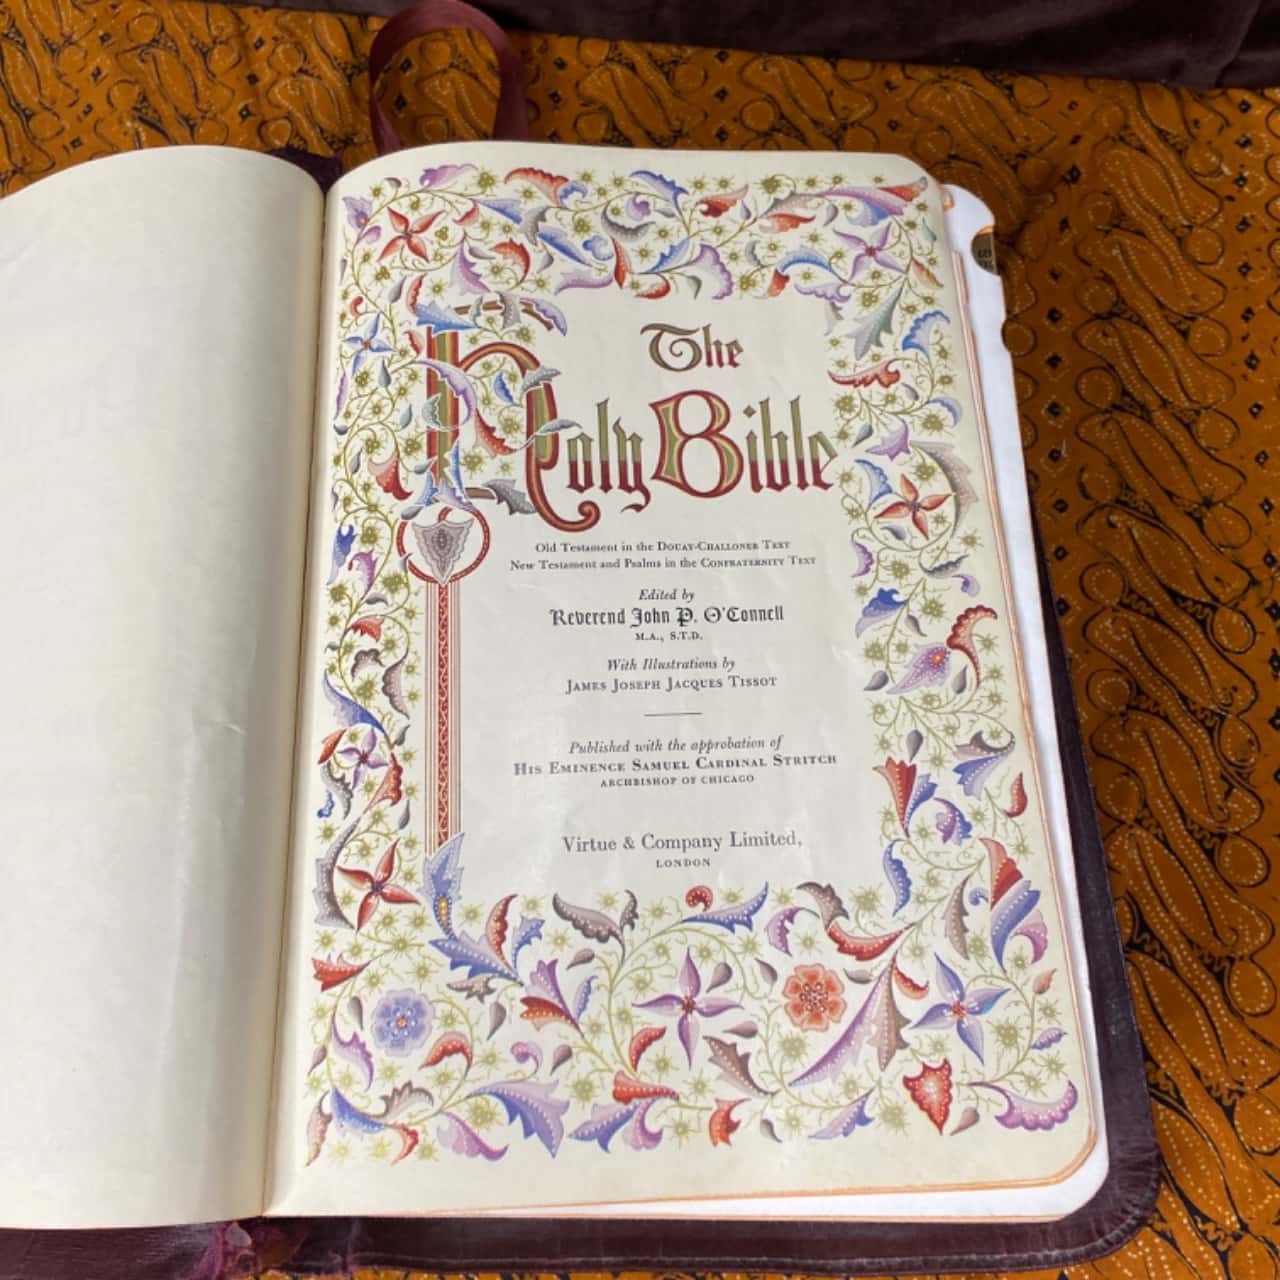 The
Holy Bible
Old Testament in the DOUAY-CHALLONER TEXT
New Testament and Psalms in the CONFRATERNITY TEXT
Edited by
Reverend John P. O'Connell
M.A., S.T.D.
With Illustrations by
JAMES JOSEPH JACQUES TISSOT
Published with the approbation of
HIS EMINENCE SAMUEL CARDINAL STRITCH
ARCHBISHOP OF CHICAGO
Virtue & Company Limited,
LONDON